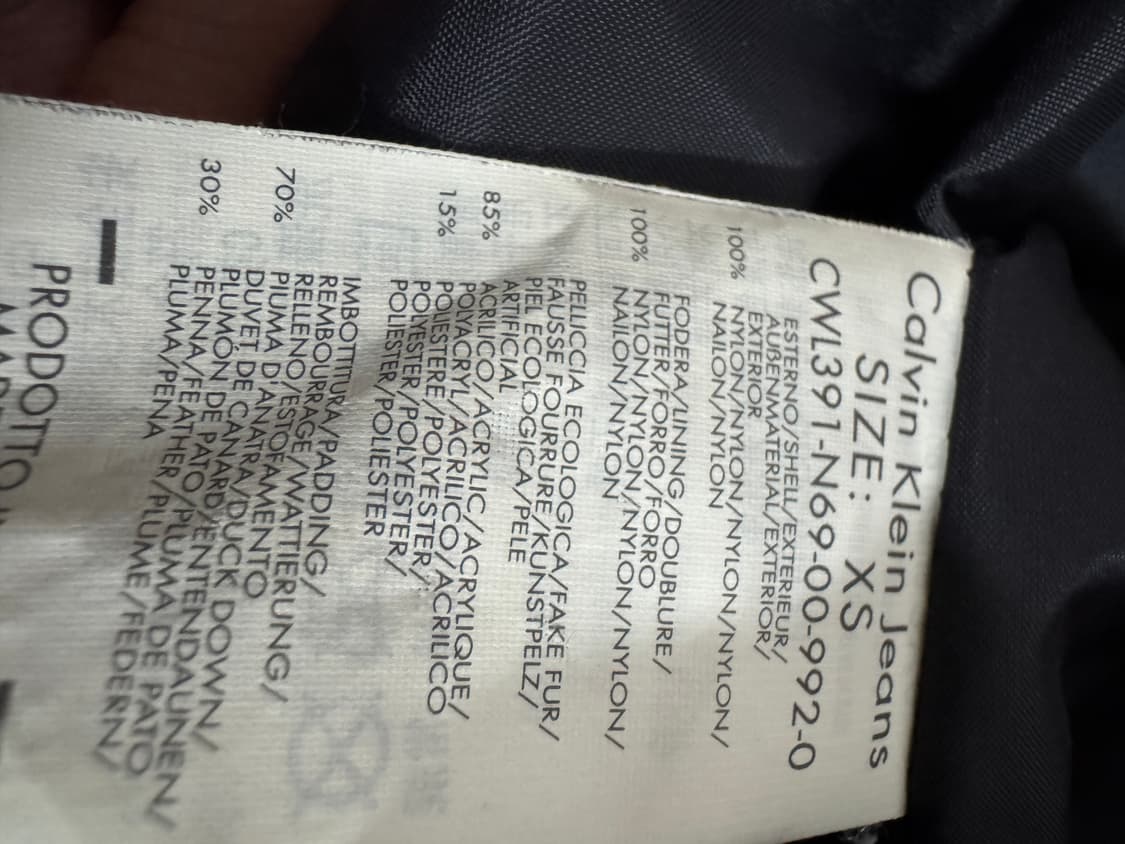 Calvin Klein Jeans
SIZE: XS
CWL391-N69-00-992-0
ESTERNO/SHELL/EXTERIEUR/
AUßENMATERIAL/EXTERIOR/
EXTERIOR
100% NYLON/NYLON/NYLON/NYLON/
NAILON/NYLON
FODERA/LINING/DOUBLURE/
FUTTER/FORRO/FORRO
100% NYLON/NYLON/NYLON/NYLON/
NAILON/NYLON
PELLICCIA ECOLOGICA/FAKE FUR/
FAUSSE FOURRURE/KUNSTPELZ/
PIEL ECOLOGICA/PELE
ARTIFICIAL
85% ACRILICO/ACRYLIC/ACRYLIQUE/
POLYACRYL/ACRILICO/ACRILICO
15% POLIESTERE/POLYESTER/
POLYESTER/POLYESTER/
POLIESTER/POLIESTER
IMBOTTITURA/PADDING/
REMBOURRAGE/WATTIERUNG/
RELLENO/ESTOFAMENTO
70% PIUMA D'ANATRA/DUCK DOWN/
DUVET DE CANARD/ENTENDAUNEN/
PLUMÓN DE PATO/PLUMA DE PATO
30% PENNA/FEATHER/PLUME/FEDERN/
PLUMA/PENA
PRODOTTO